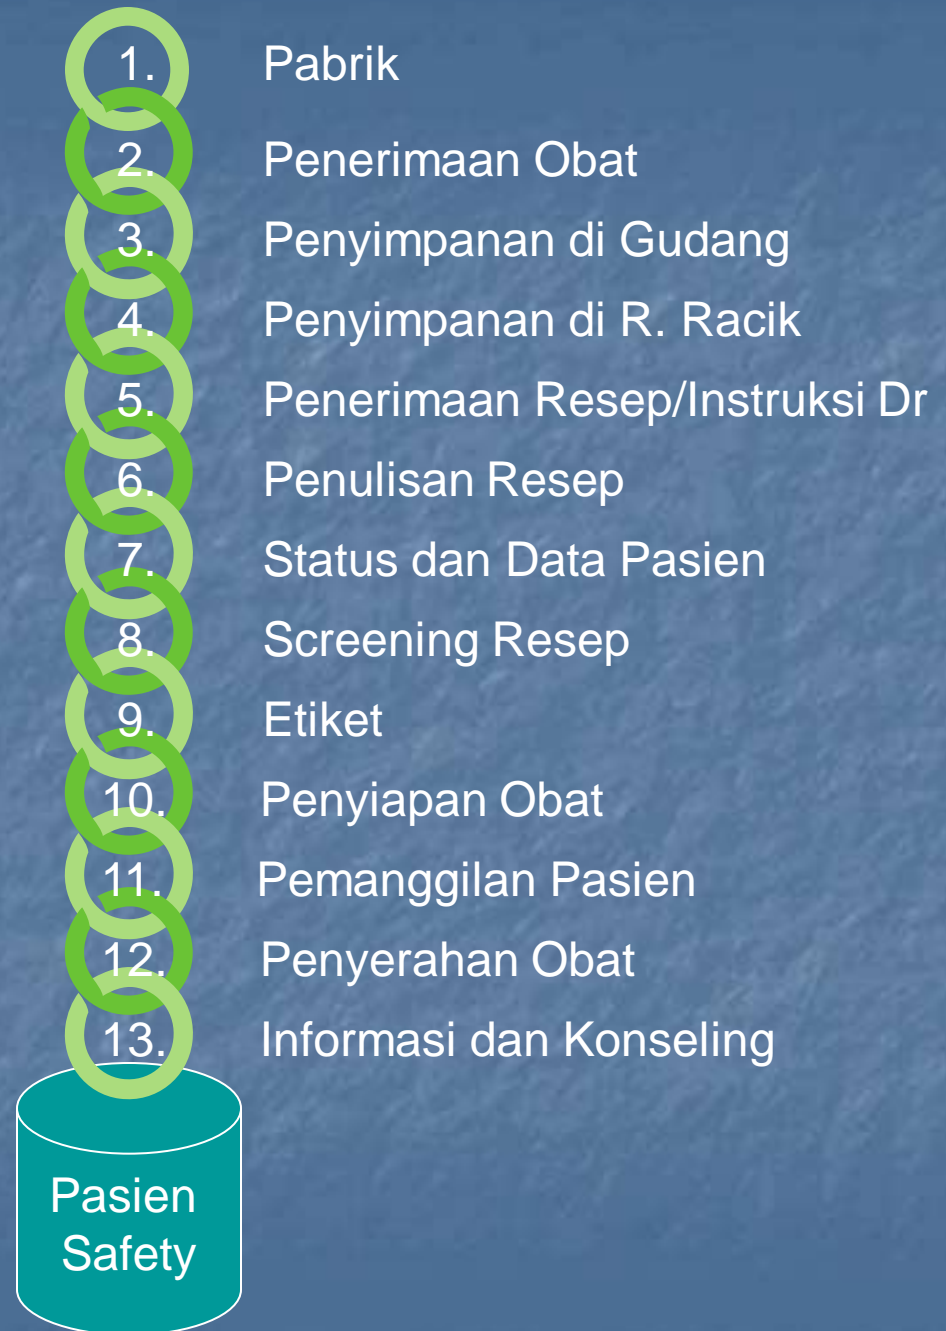 1. Pabrik
2. Penerimaan Obat
3. Penyimpanan di Gudang
4. Penyimpanan di R. Racik
5. Penerimaan Resep/Instruksi Dr
6. Penulisan Resep
7. Status dan Data Pasien
8. Screening Resep
9. Etiket
10. Penyiapan Obat
11. Pemanggilan Pasien
12. Penyerahan Obat
13. Informasi dan Konseling
Pasien
Safety